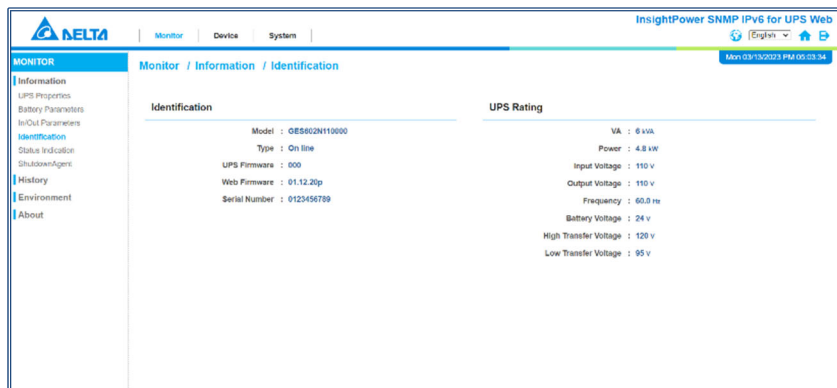 InsightPower SNMP IPv6 for UPS Web
DELTA
Monitor
Device
System
English
MONITOR
Mon 03/13/2023 PM 05:03:34
Monitor / Information / Identification
Information
UPS Properties
Battery Parameters
In/Out Parameters
Identification
Status Indication
ShutdownAgent
History
Environment
About
Identification
Model : GES602N110000
Type : On line
UPS Firmware : 000
Web Firmware : 01.12.20p
Serial Number : 0123456789
UPS Rating
VA : 6 kVA
Power : 4.8 kW
Input Voltage : 110 V
Output Voltage : 110 V
Frequency : 60.0 Hz
Battery Voltage : 24 V
High Transfer Voltage : 120 V
Low Transfer Voltage : 95 V